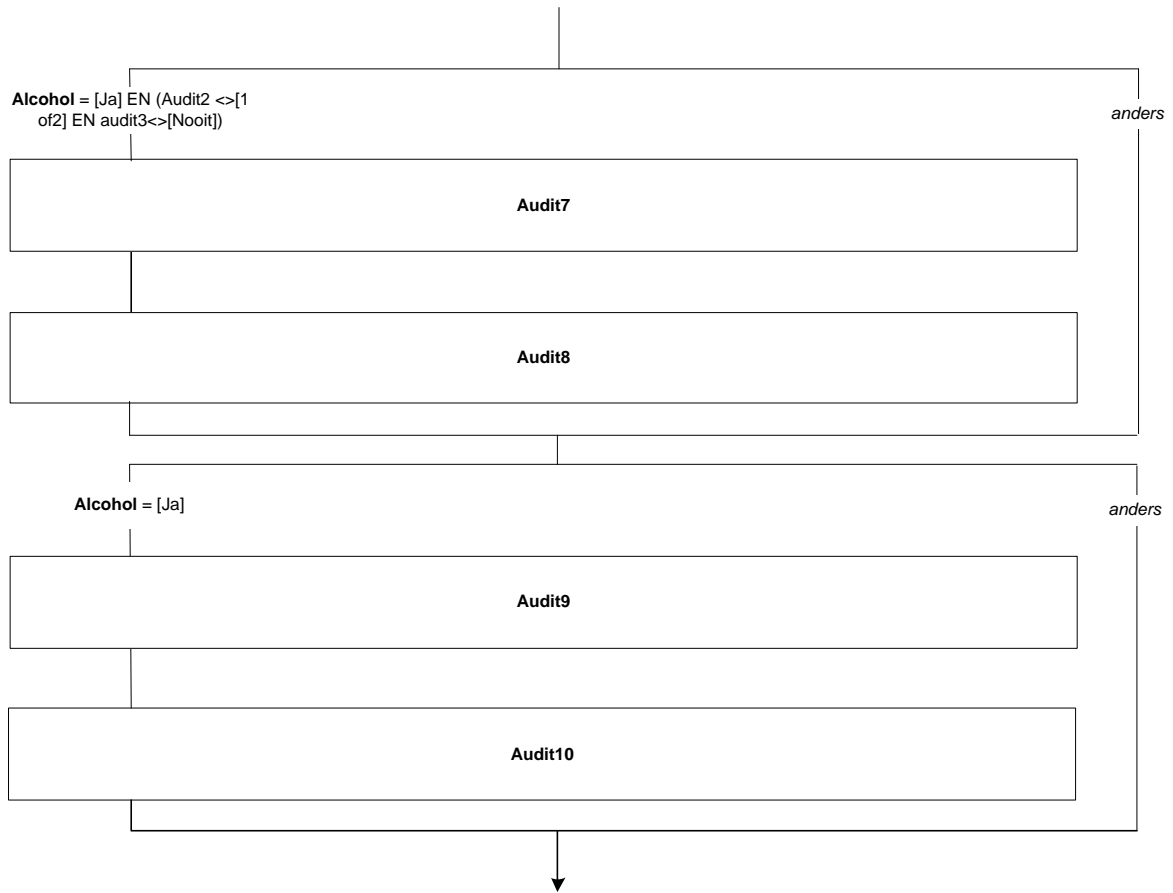 Alcohol = [Ja] EN (Audit2 <>[1
of2] EN audit3<>[Nooit])
anders
Audit7
Audit8
Alcohol = [Ja]
anders
Audit9
Audit10